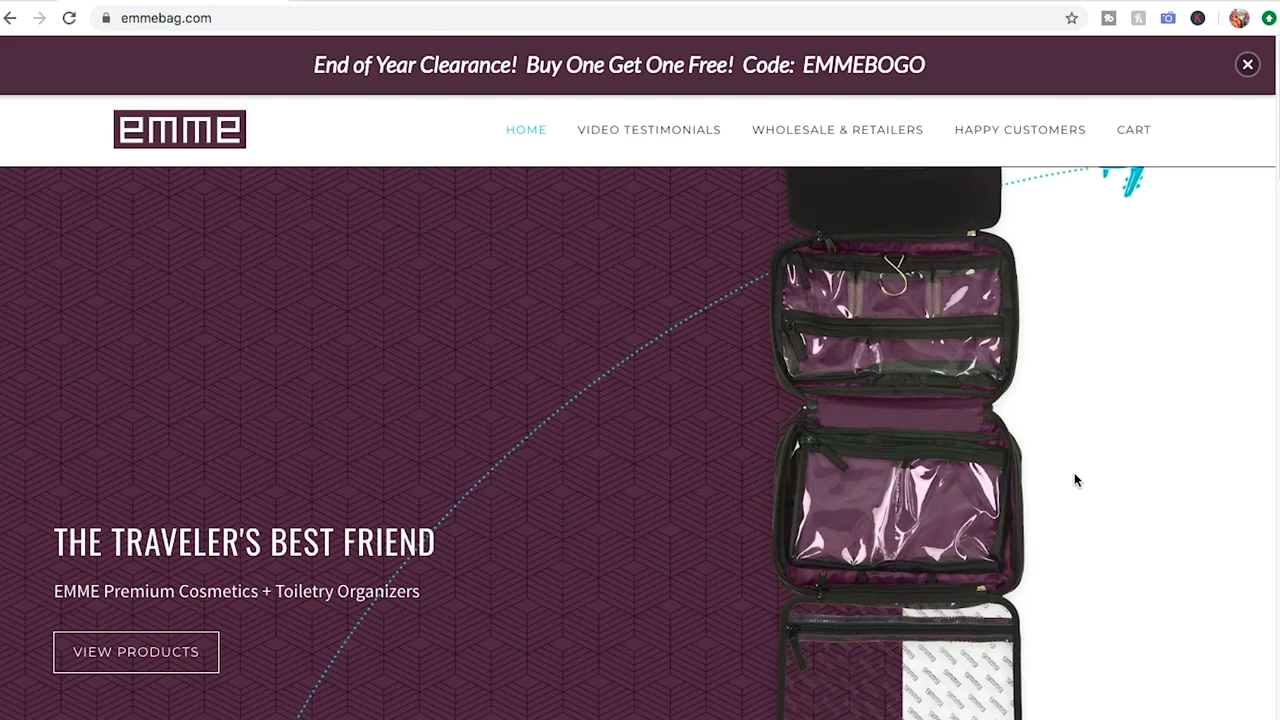 emmebag.com
End of Year Clearance! Buy One Get One Free! Code: EMMEBOGO
emme
HOME
VIDEO TESTIMONIALS
WHOLESALE & RETAILERS
HAPPY CUSTOMERS
CART
THE TRAVELER'S BEST FRIEND
EMME Premium Cosmetics + Toiletry Organizers
VIEW PRODUCTS